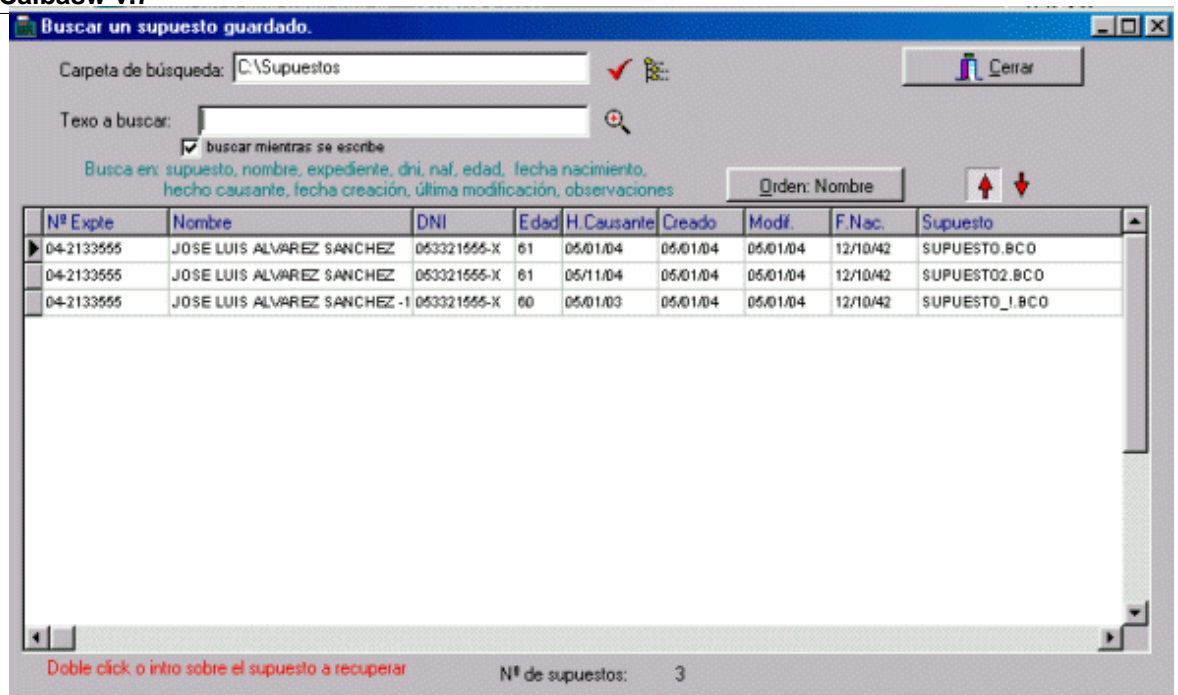 Buscar un supuesto guardado.
Carpeta de búsqueda: C:\Supuestos
Cerrar
Texo a buscar:
buscar mientras se escribe
Busca en: supuesto, nombre, expediente, dni, naf, edad, fecha nacimiento,
hecho causante, fecha creación, última modificación, observaciones
Orden: Nombre
Nº Expte Nombre DNI Edad H.Causante Creado Modif. F.Nac. Supuesto
04-2133555 JOSE LUIS ALVAREZ SANCHEZ 053321555-X 61 05/01/04 05/01/04 05/01/04 12/10/42 SUPUESTO.BCO
04-2133555 JOSE LUIS ALVAREZ SANCHEZ 053321555-X 61 05/11/04 05/01/04 05/01/04 12/10/42 SUPUESTO2.BCO
04-2133555 JOSE LUIS ALVAREZ SANCHEZ -1 053321555-X 60 05/01/03 05/01/04 05/01/04 12/10/42 SUPUESTO_!.BCO
Doble click o intro sobre el supuesto a recuperar Nº de supuestos: 3